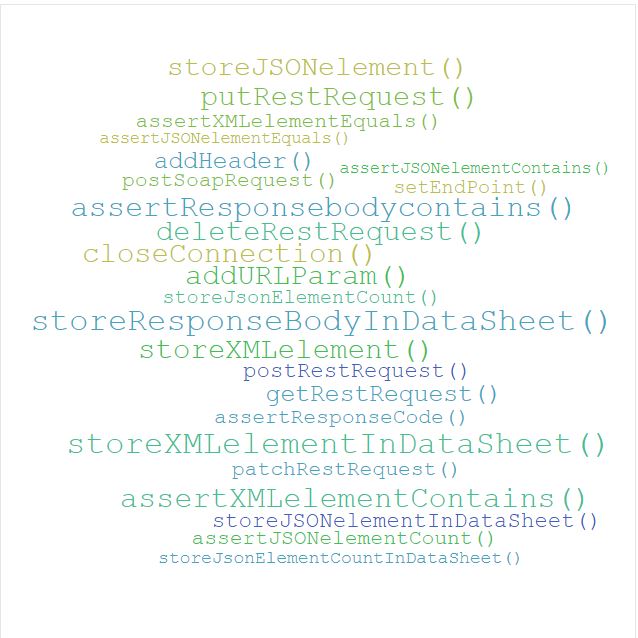 storeJSONelement()
putRestRequest()
assertXMLelementEquals()
assertJSONelementEquals()
addHeader()
assertJSONelementContains()
postSoapRequest()
setEndPoint()
assertResponsebodycontains()
deleteRestRequest()
closeConnection()
addURLParam()
storeJsonElementCount()
storeResponseBodyInDataSheet()
storeXMLelement()
postRestRequest()
getRestRequest()
assertResponseCode()
storeXMLelementInDataSheet()
patchRestRequest()
assertXMLelementContains()
storeJSONelementInDataSheet()
assertJSONelementCount()
storeJsonElementCountInDataSheet()